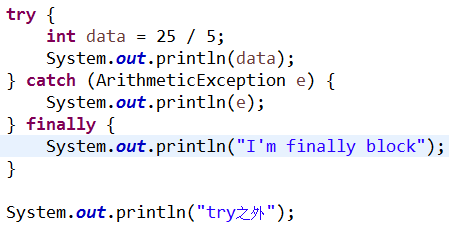 try {
    int data = 25 / 5;
    System.out.println(data);
} catch (ArithmeticException e) {
    System.out.println(e);
} finally {
    System.out.println("I'm finally block");
}
System.out.println("try之外");